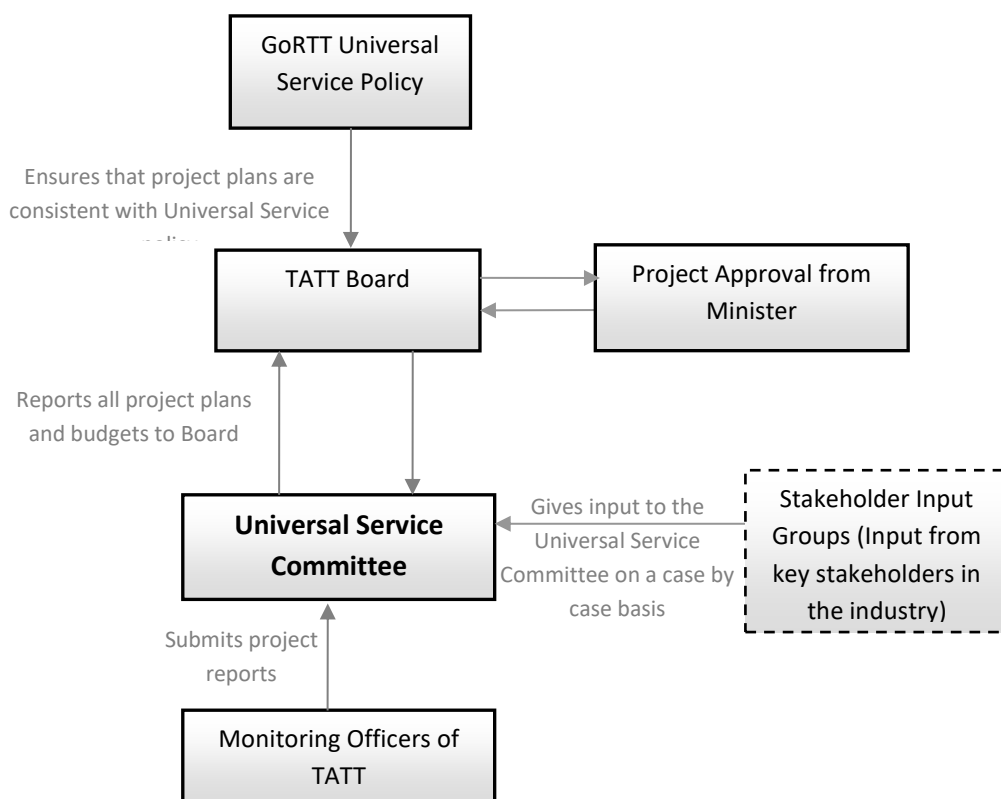 GoRTT Universal
Service Policy
Ensures that project plans are
consistent with Universal Service
TATT Board
Project Approval from
Minister
Reports all project plans
and budgets to Board
Universal Service
Committee
Gives input to the
Universal Service
Committee on a case by
case basis
Stakeholder Input
Groups (Input from
key stakeholders in
the industry)
Submits project
reports
Monitoring Officers of
TATT